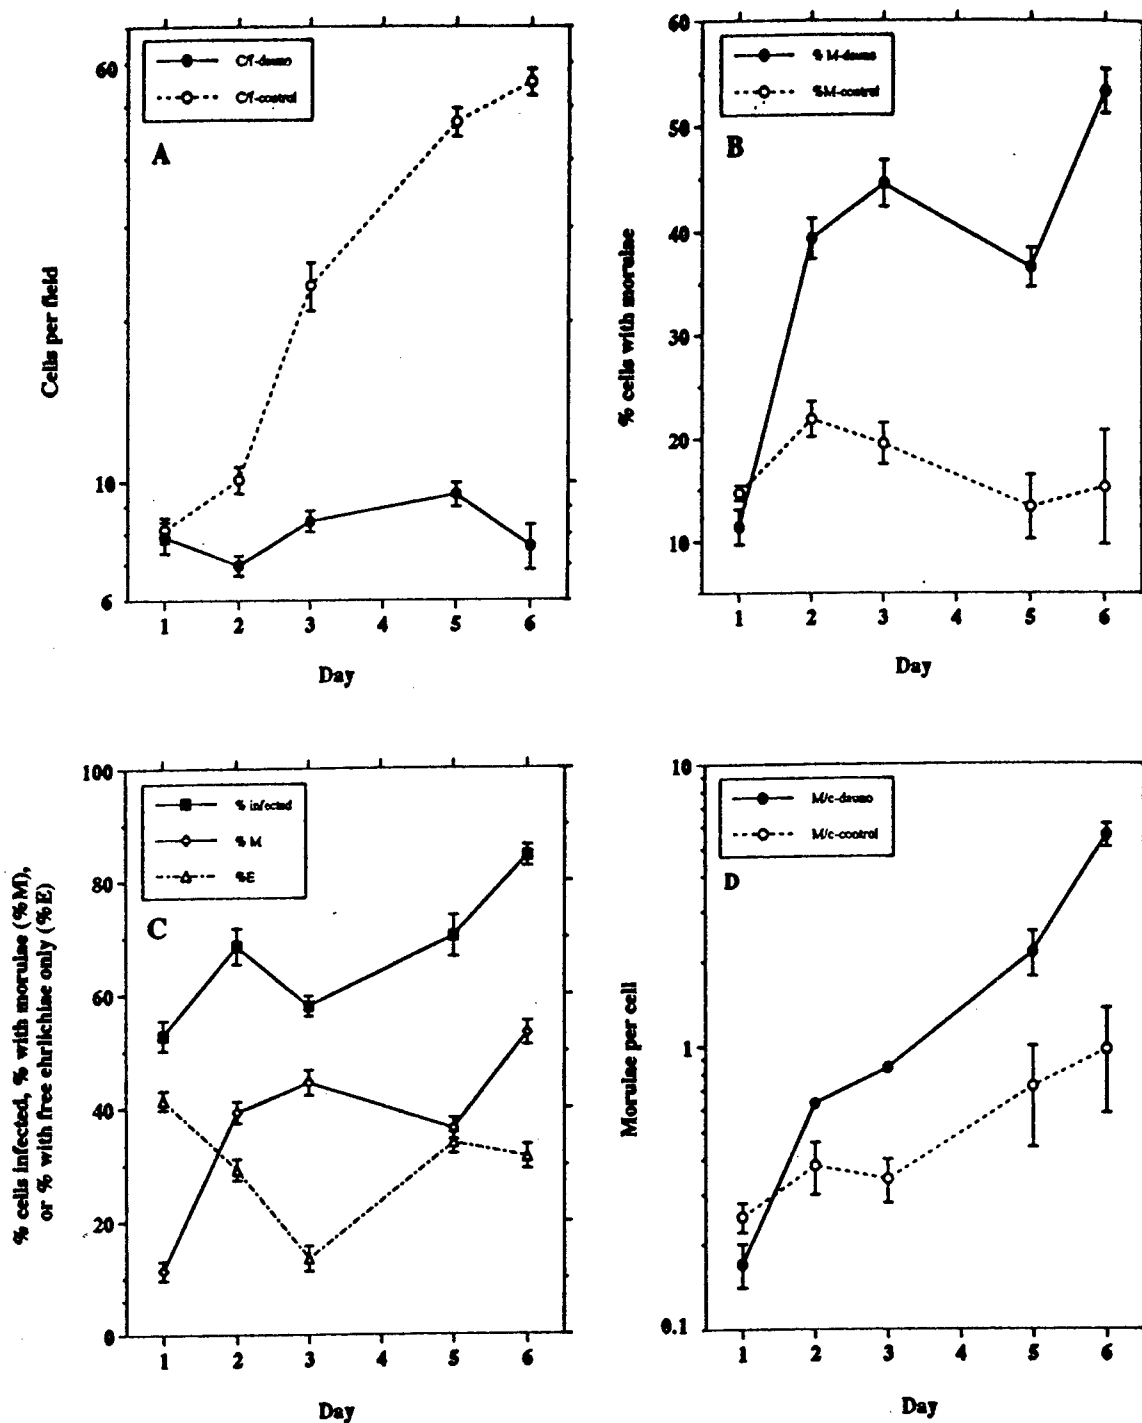 60
C/f-dauno
C/f-control
A
Cells per field
10
6
1 2 3 4 5 6
Day
60
% M-dauno
%M-control
B
50
40
30
20
10
% cells with morulae
1 2 3 4 5 6
Day
100
% infected
% M
%E
C
80
60
40
20
0
% cells infected, % with morulae (%M),
or % with free ehrlichiae only (%E)
1 2 3 4 5 6
Day
10
M/c-dauno
M/c-control
D
1
0.1
Morulae per cell
1 2 3 4 5 6
Day